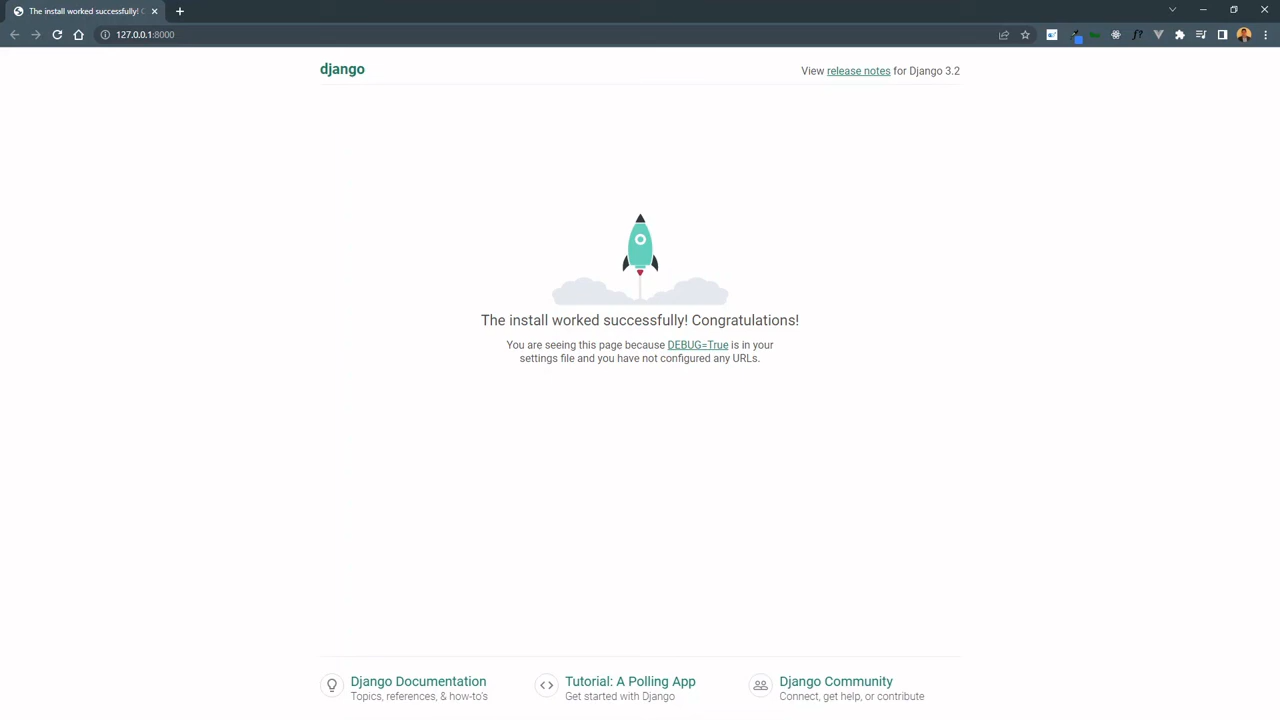 The install worked successfully! C
127.0.0.1:8000
f?
django
View release notes for Django 3.2
The install worked successfully! Congratulations!
You are seeing this page because DEBUG=True is in your
settings file and you have not configured any URLs.
Django Documentation
Topics, references, & how-to's
Tutorial: A Polling App
Get started with Django
Django Community
Connect, get help, or contribute